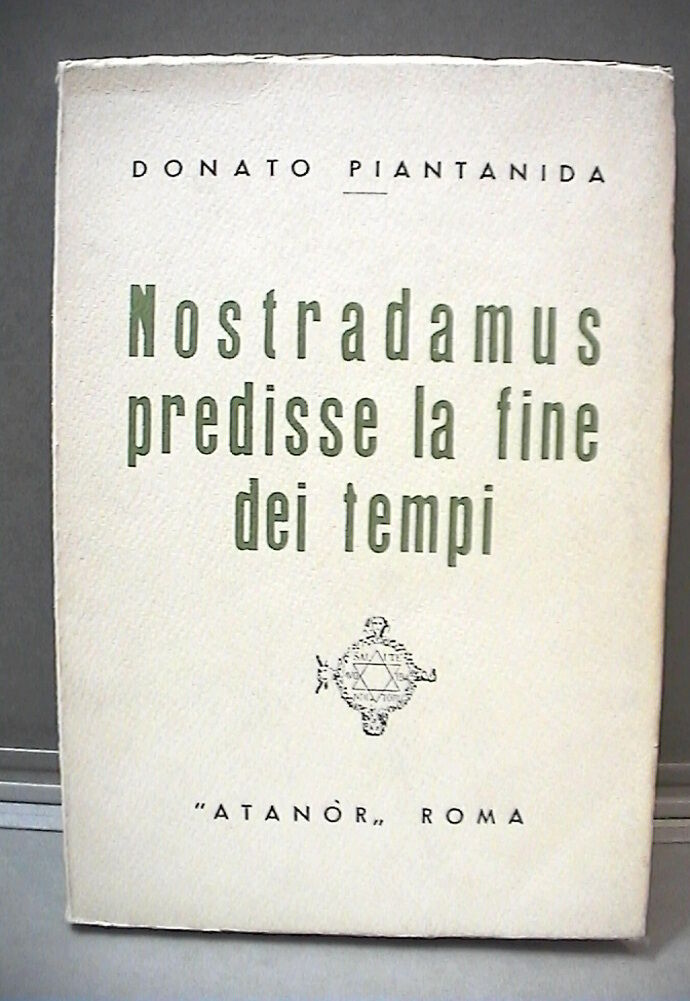 DONATO PIANTANIDA
Nostradamus
predisse la fine
dei tempi
"ATANÒR„ ROMA